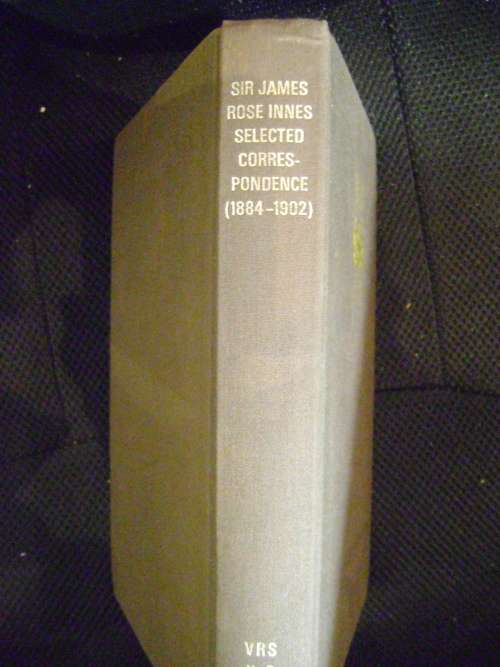 SIR JAMES
ROSE INNES
SELECTED
CORRES-
PONDENCE
(1884–1902)
VRS